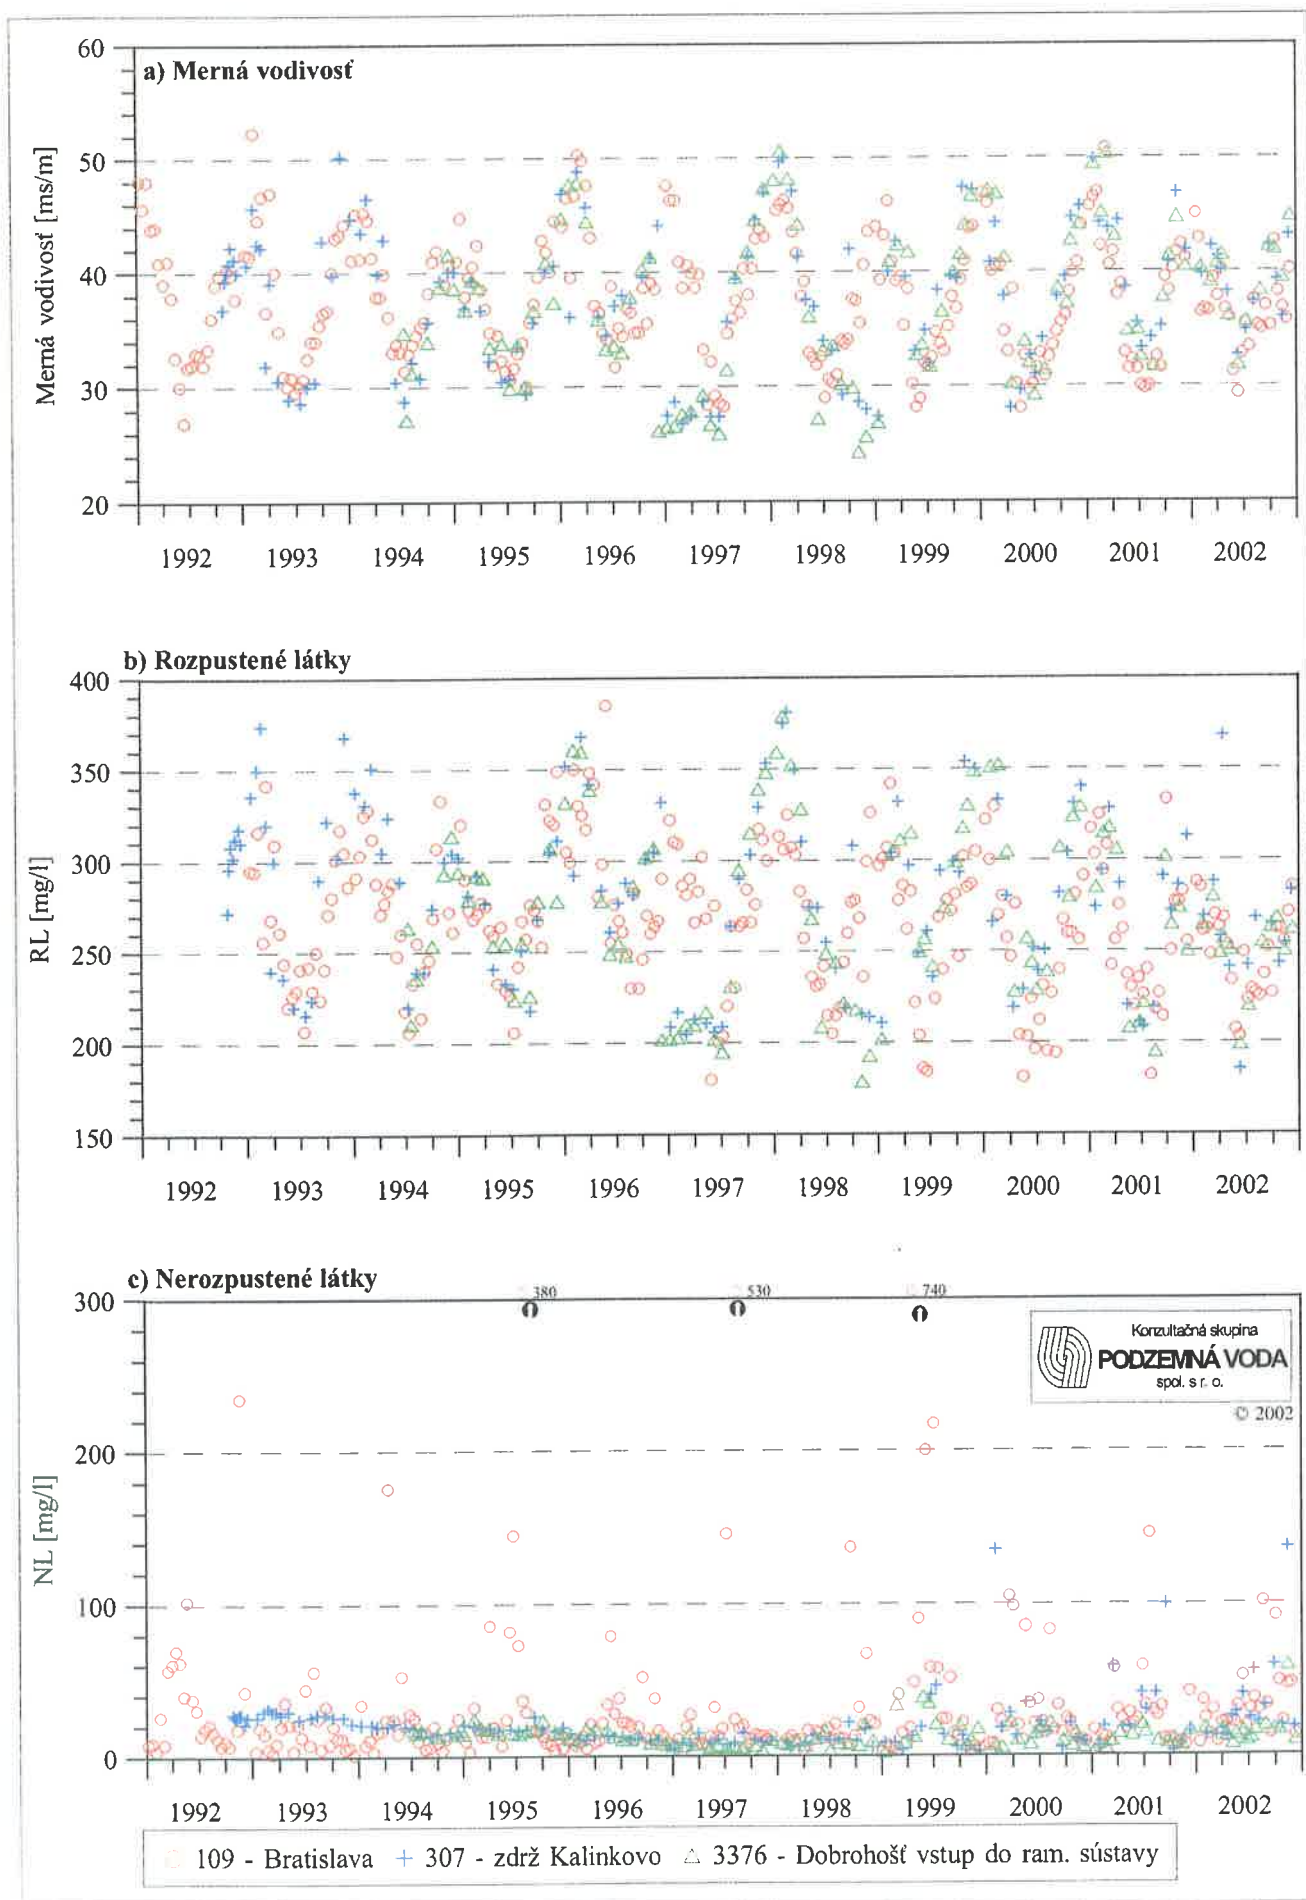 a) Merná vodivosť
Merná vodivosť [ms/m]
60
50
40
30
20
1992 1993 1994 1995 1996 1997 1998 1999 2000 2001 2002
b) Rozpustené látky
RL [mg/l]
400
350
300
250
200
150
1992 1993 1994 1995 1996 1997 1998 1999 2000 2001 2002
c) Nerozpustené látky
NL [mg/l]
380 530 740
300
200
100
0
Konzultačná skupina
PODZEMNÁ VODA
spol. s r. o.
© 2002
1992 1993 1994 1995 1996 1997 1998 1999 2000 2001 2002
109 - Bratislava 307 - zdrž Kalinkovo 3376 - Dobrohošť vstup do ram. sústavy